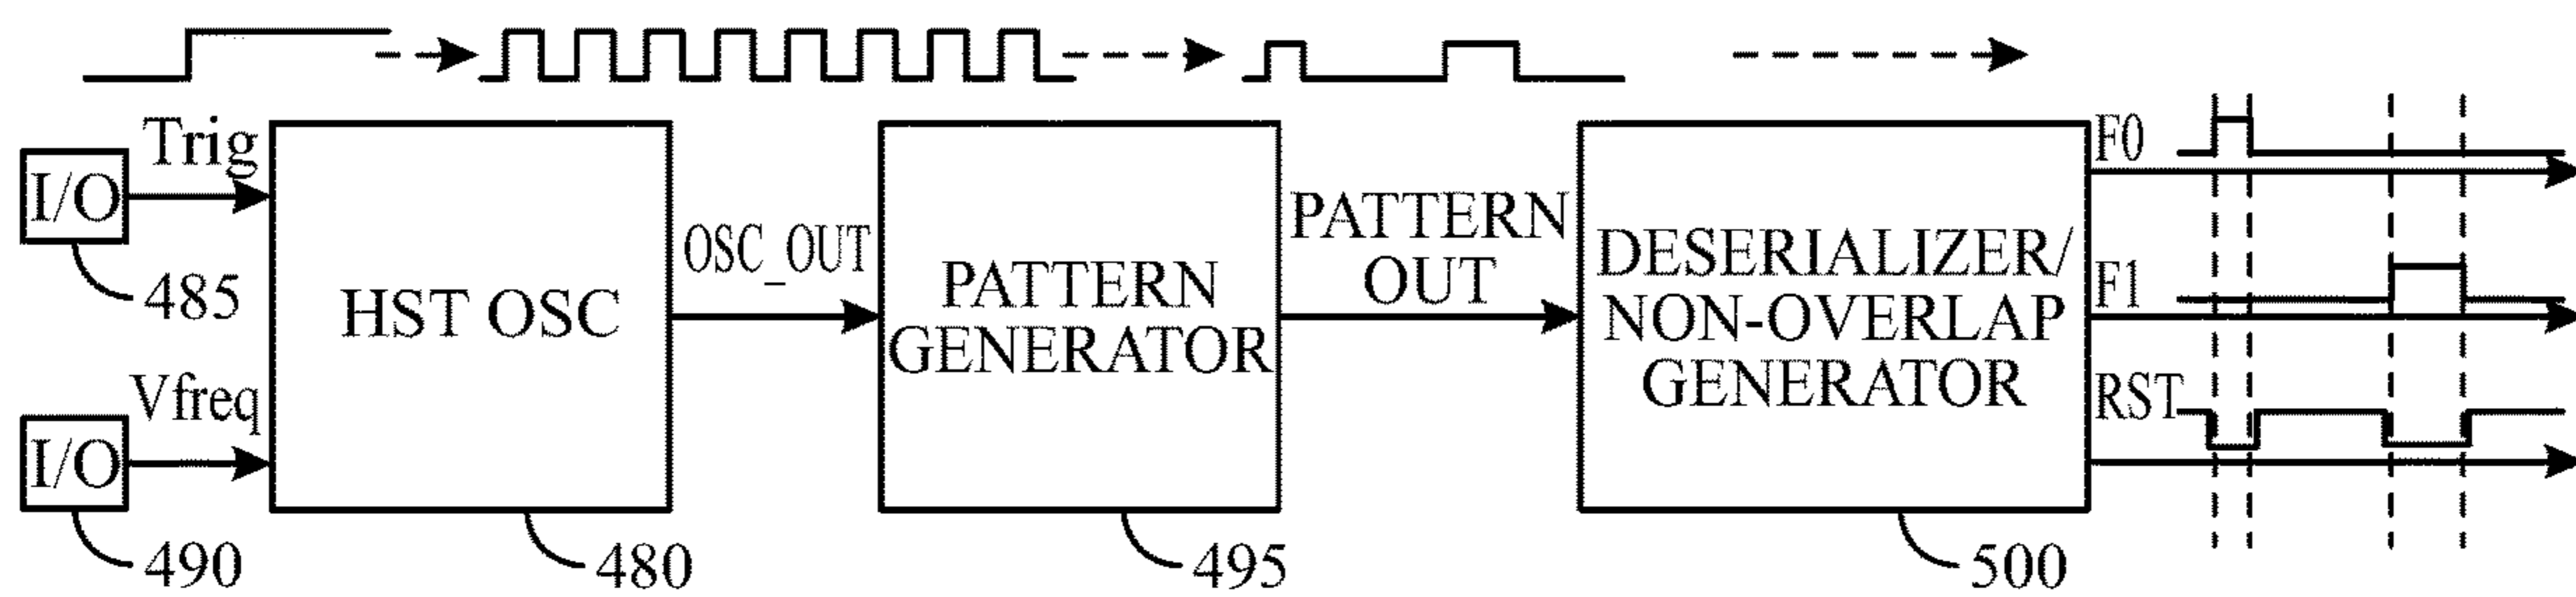 Trig
I/O
485
Vfreq
I/O
490
HST OSC
480
OSC_OUT
PATTERN
GENERATOR
495
PATTERN
OUT
DESERIALIZER/
NON-OVERLAP
GENERATOR
500
F0
F1
RST